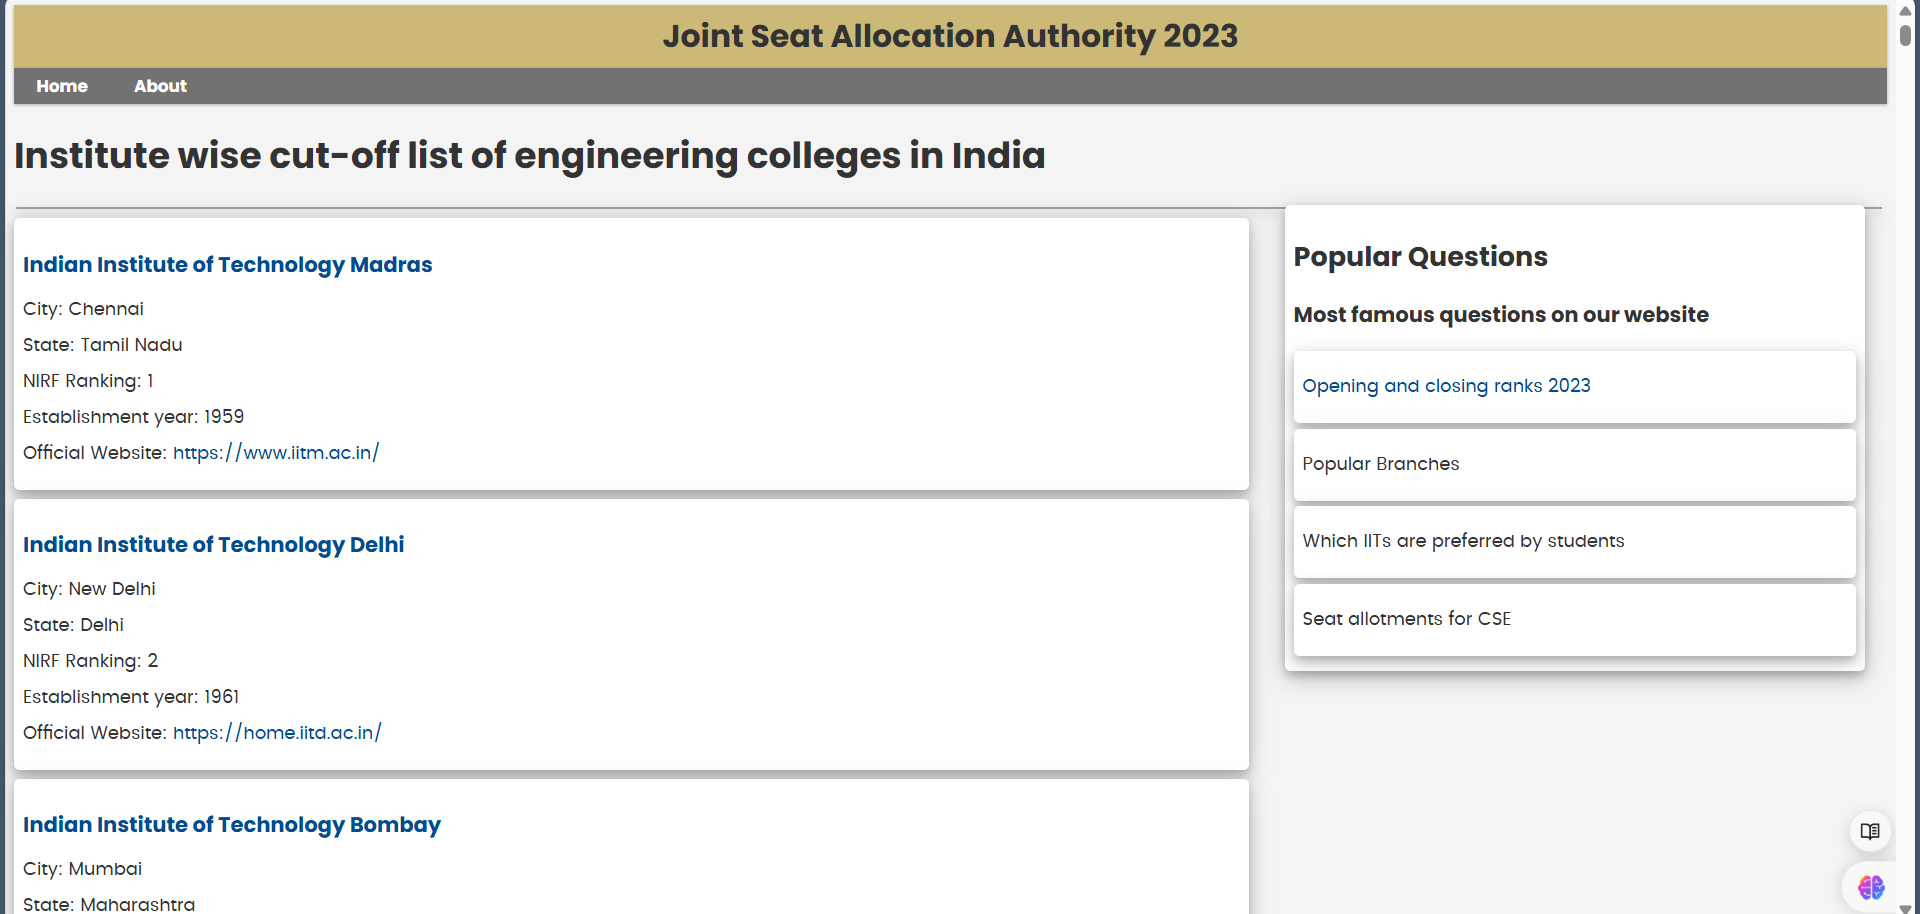 Joint Seat Allocation Authority 2023
Home About
Institute wise cut-off list of engineering colleges in India
Indian Institute of Technology Madras
City: Chennai
State: Tamil Nadu
NIRF Ranking: 1
Establishment year: 1959
Official Website: https://www.iitm.ac.in/
Indian Institute of Technology Delhi
City: New Delhi
State: Delhi
NIRF Ranking: 2
Establishment year: 1961
Official Website: https://home.iitd.ac.in/
Indian Institute of Technology Bombay
City: Mumbai
State: Maharashtra
Popular Questions
Most famous questions on our website
Opening and closing ranks 2023
Popular Branches
Which IITs are preferred by students
Seat allotments for CSE